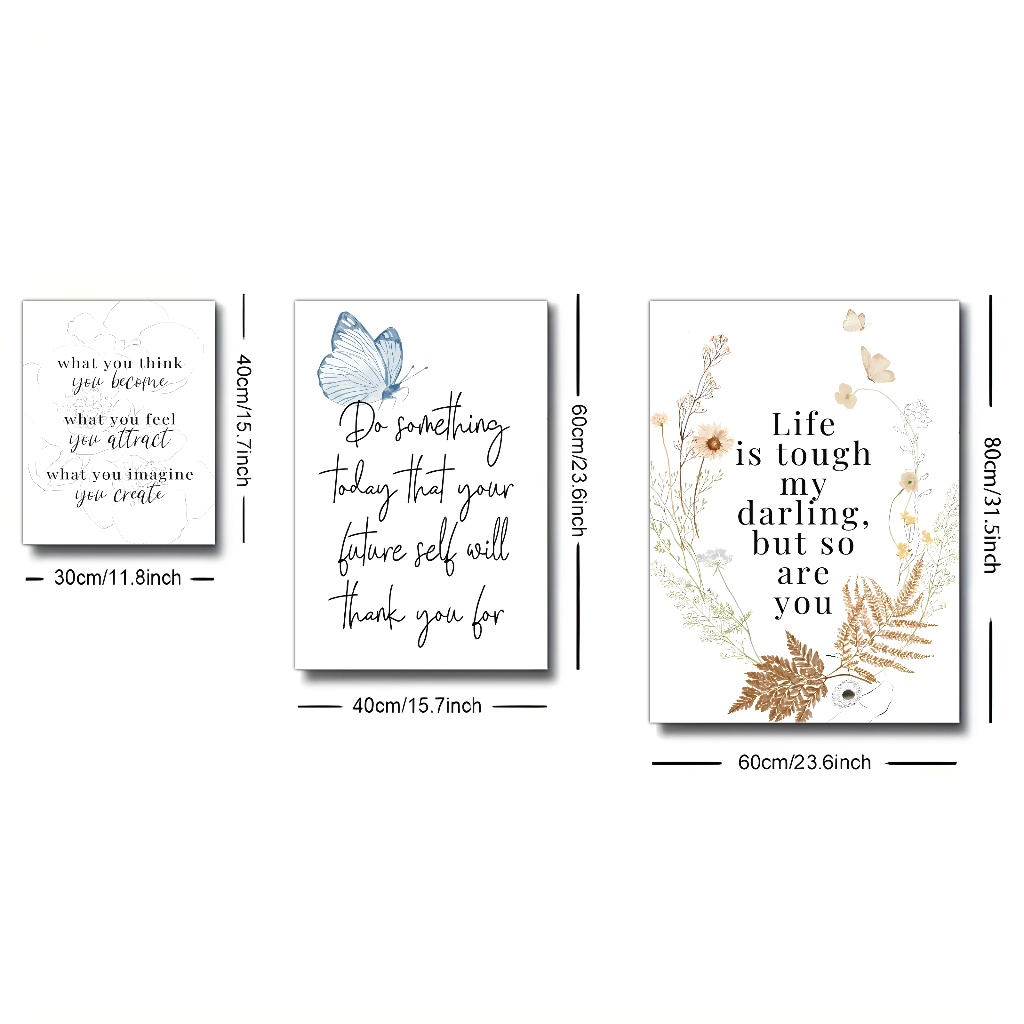 what you think
you become
what you feel
you attract
what you imagine
you create
40cm/15.7inch
30cm/11.8inch
Do something
today that your
future self will
thank you for
60cm/23.6inch
40cm/15.7inch
Life
is tough
my
darling,
but so
are
you
80cm/31.5inch
60cm/23.6inch